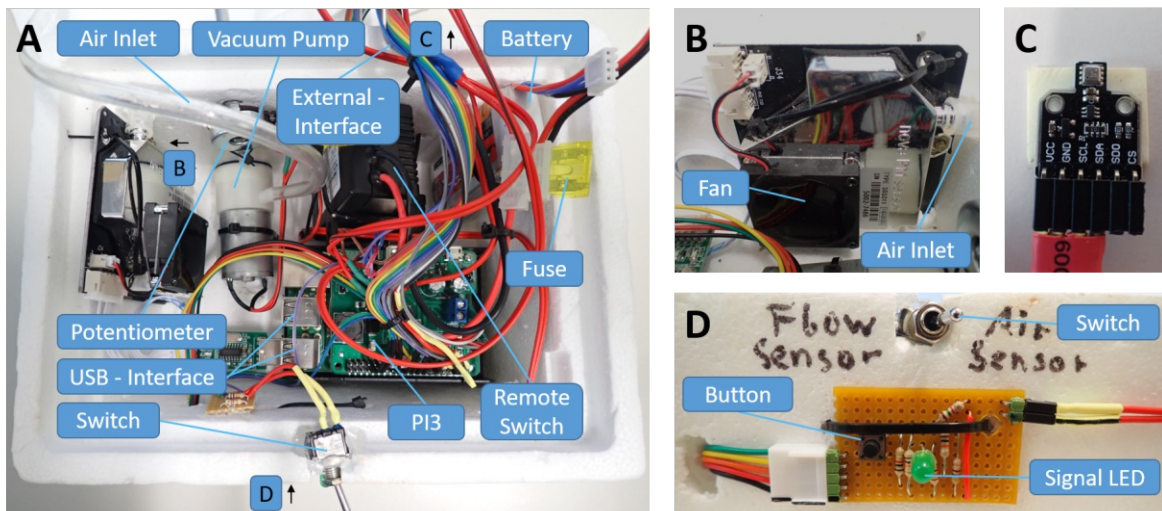 A
Air Inlet
Vacuum Pump
C ↑
Battery
External -
Interface
← B
Fuse
Potentiometer
USB - Interface
Switch
PI3
Remote
Switch
D ↑
B
J34
Fan
Air Inlet
C
VCC
GND
SCL
SDA
SDO
CS
D
Flow
Sensor
Air
Sensor
Switch
Button
Signal LED